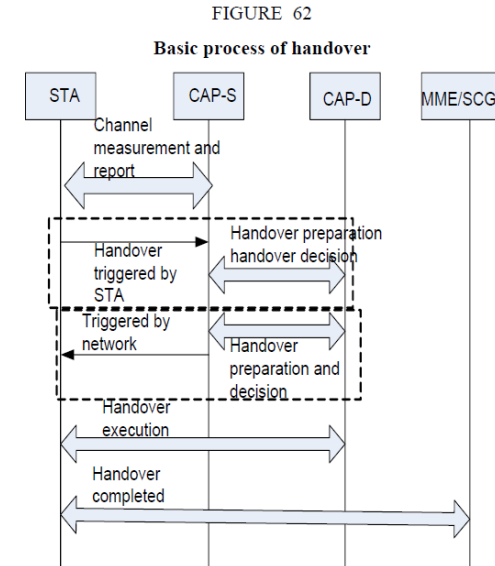 FIGURE 62
Basic process of handover
STA
CAP-S
CAP-D
MME/SCG
Channel
measurement and
report
Handover preparation
handover decision
Handover
triggered by
STA
Triggered by
network
Handover
preparation and
decision
Handover
execution
Handover
completed